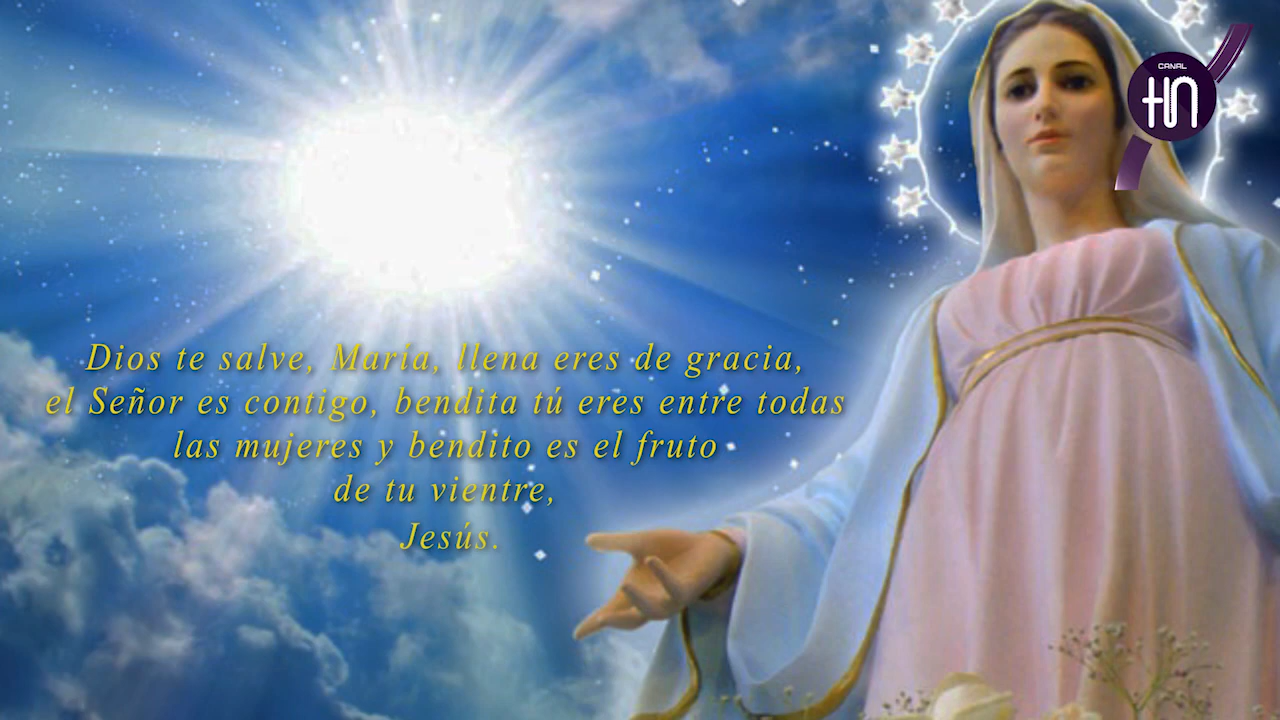 CANAL
HN
Dios te salve, María, llena eres de gracia,
el Señor es contigo, bendita tú eres entre todas
las mujeres y bendito es el fruto
de tu vientre,
Jesús.